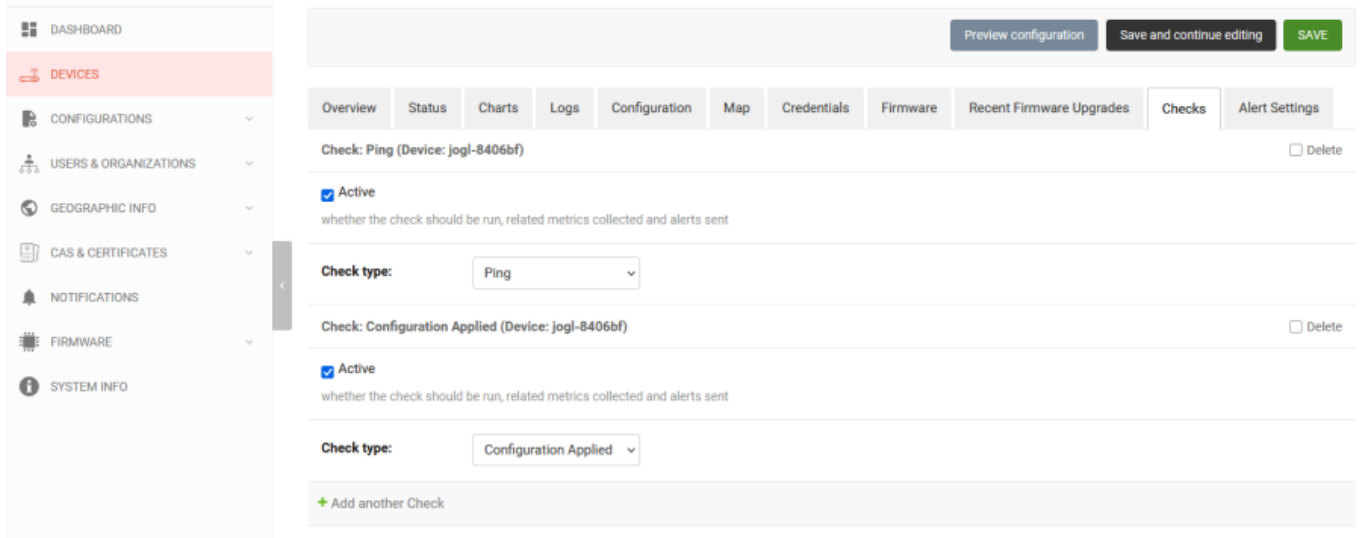 DASHBOARD
DEVICES
CONFIGURATIONS
USERS & ORGANIZATIONS
GEOGRAPHIC INFO
CAS & CERTIFICATES
NOTIFICATIONS
FIRMWARE
SYSTEM INFO
Preview configuration Save and continue editing SAVE
Overview Status Charts Logs Configuration Map Credentials Firmware Recent Firmware Upgrades Checks Alert Settings
Check: Ping (Device: jogl-8406bf) Delete
Active
whether the check should be run, related metrics collected and alerts sent
Check type: Ping
Check: Configuration Applied (Device: jogl-8406bf) Delete
Active
whether the check should be run, related metrics collected and alerts sent
Check type: Configuration Applied
+ Add another Check